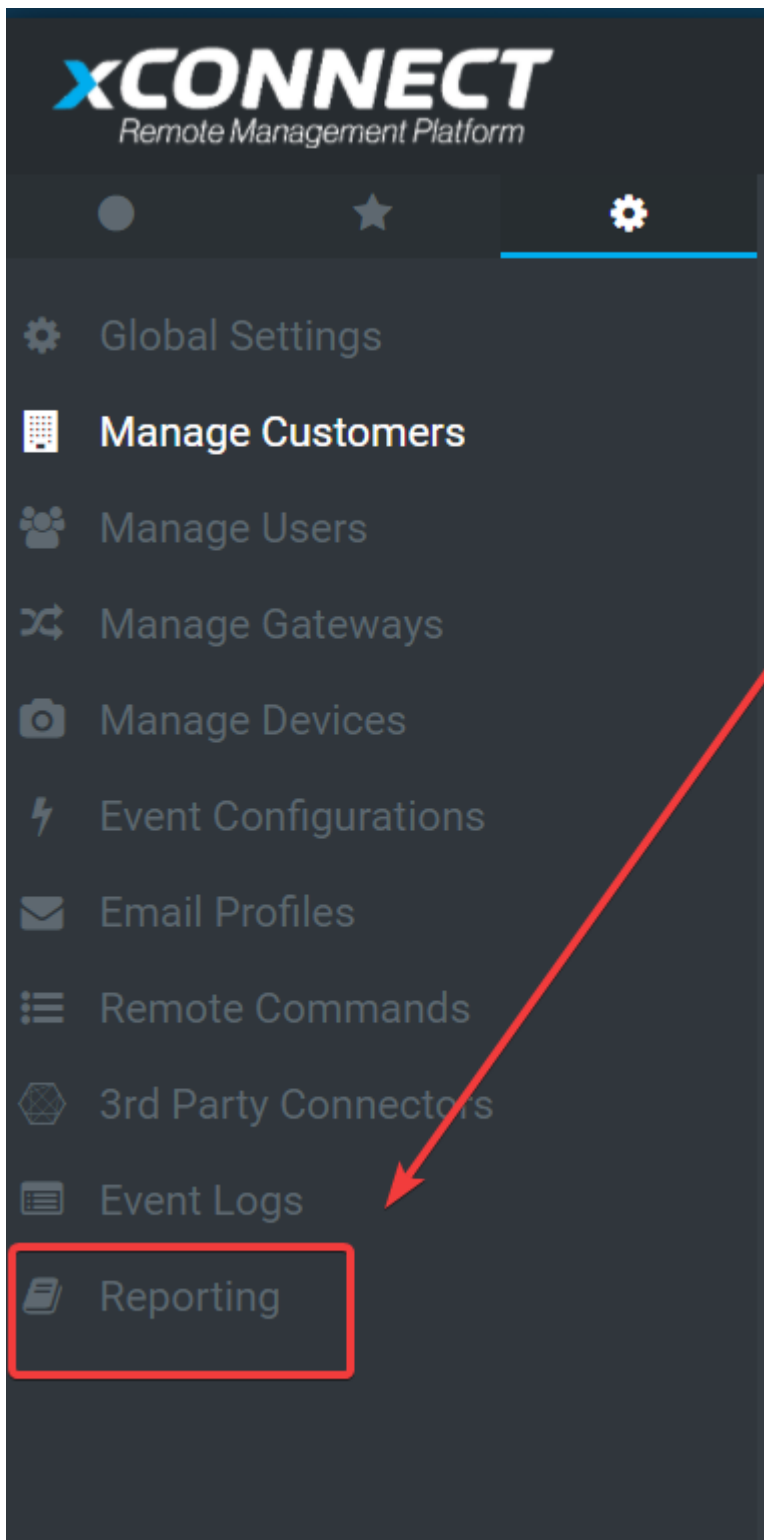 xCONNECT
Remote Management Platform
Global Settings
Manage Customers
Manage Users
Manage Gateways
Manage Devices
Event Configurations
Email Profiles
Remote Commands
3rd Party Connectors
Event Logs
Reporting